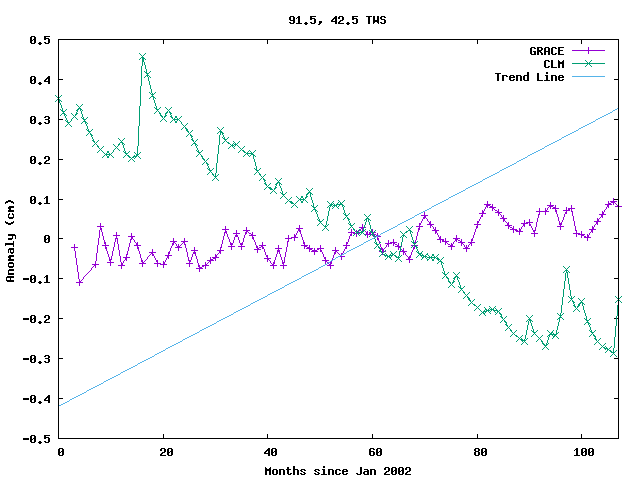 91.5, 42.5 TWS
GRACE
CLM
Trend Line
0.5
0.4
0.3
0.2
0.1
0
-0.1
-0.2
-0.3
-0.4
-0.5
Anomaly (cm)
0 20 40 60 80 100
Months since Jan 2002